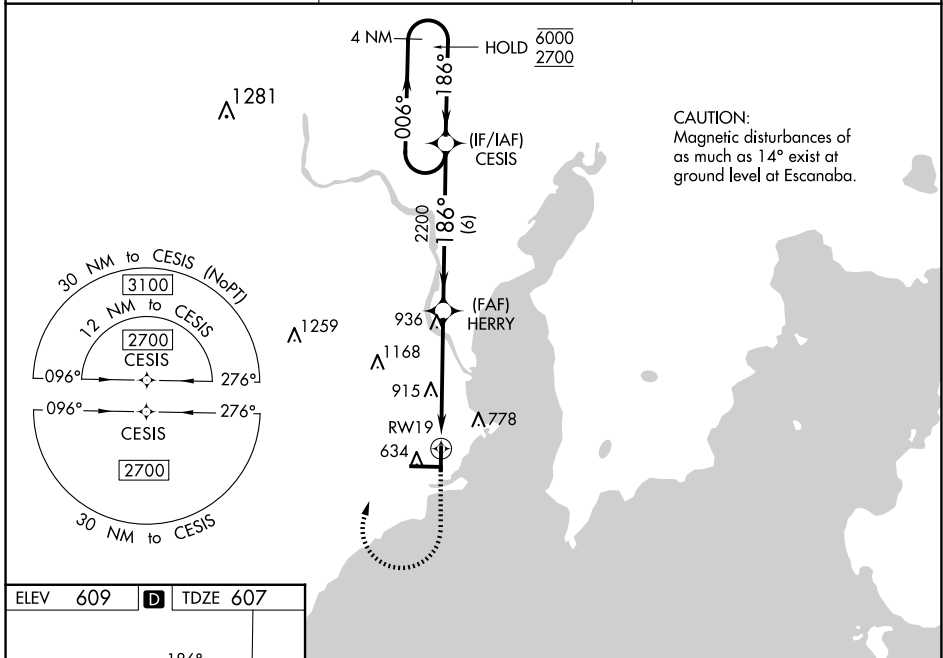 4 NM
HOLD
6000
2700
186°
006°
(IF/IAF)
CESIS
1281
CAUTION:
Magnetic disturbances of
as much as 14° exist at
ground level at Escanaba.
2200
186°
(6)
30 NM to CESIS (NoPT)
3100
12 NM to CESIS
2700
CESIS
096°
276°
096°
276°
CESIS
2700
30 NM to CESIS
(FAF)
HERRY
936
1259
1168
915
778
RW19
634
ELEV 609 D TDZE 607